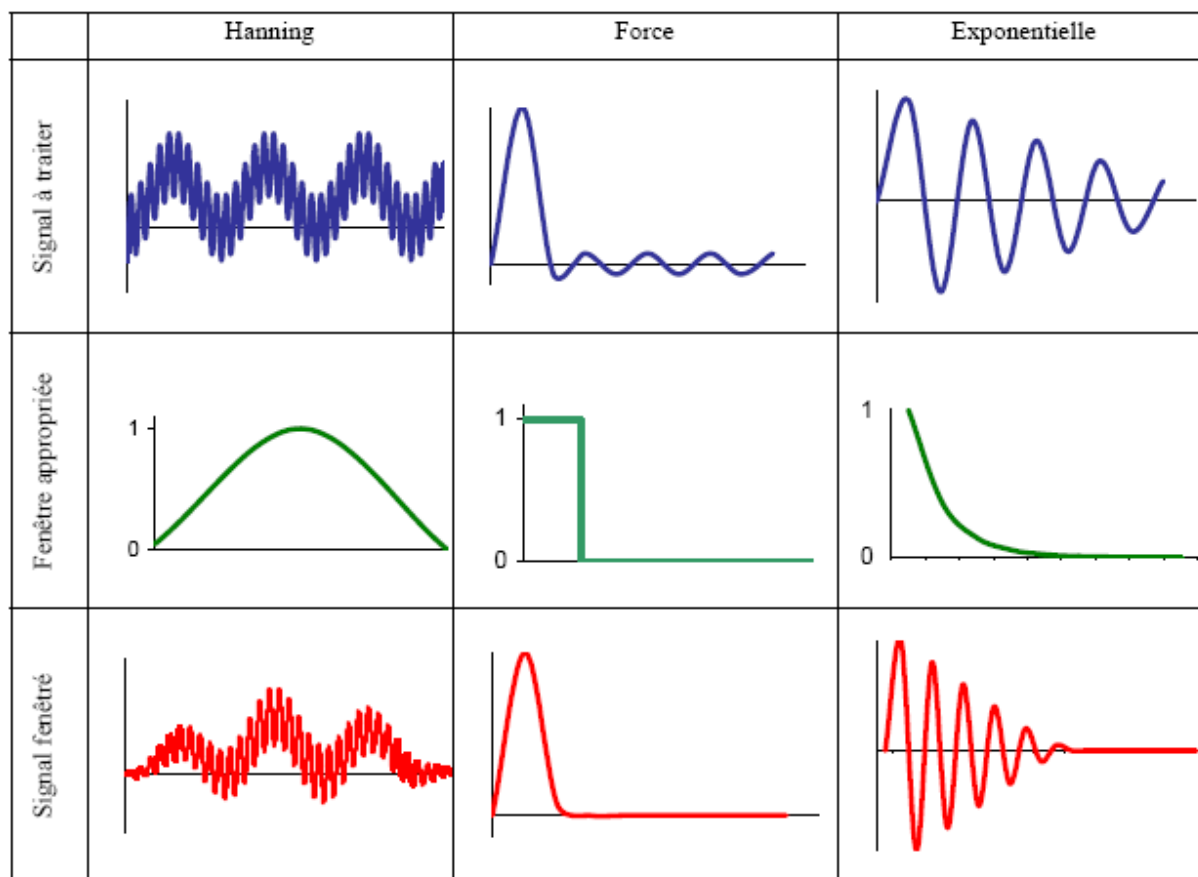 Hanning Force Exponentielle
Signal à traiter
Fenêtre appropriée
1
0
1
0
1
0
Signal fenêtré